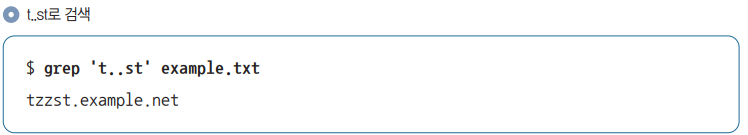 t..st로 검색
$ grep 't..st' example.txt
tzzst.example.net